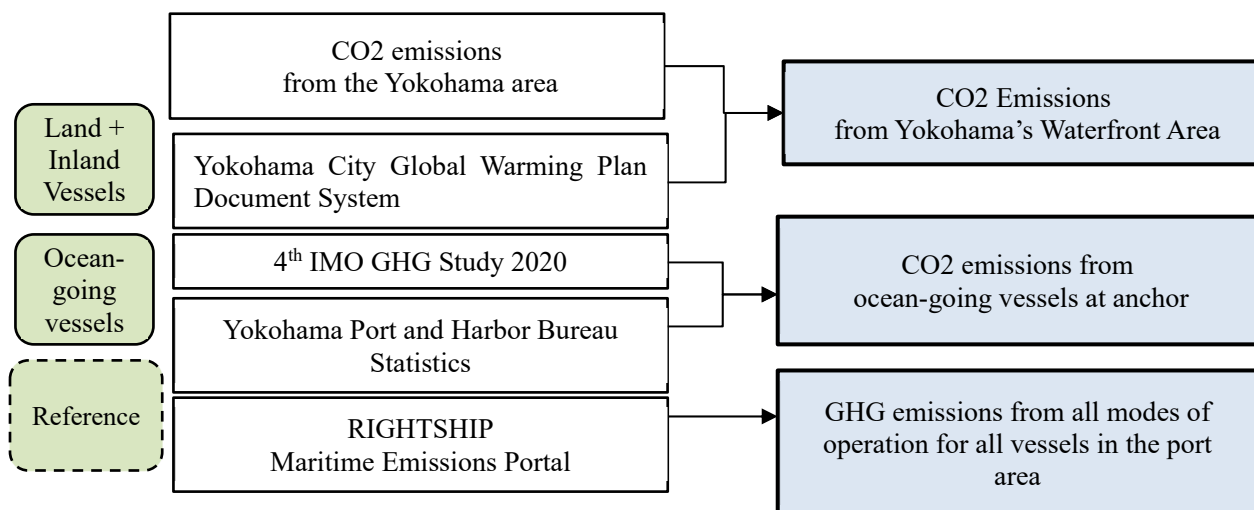 Land +
Inland
Vessels
CO2 emissions
from the Yokohama area
Yokohama City Global Warming Plan
Document System
CO2 Emissions
from Yokohama’s Waterfront Area
Ocean-
going
vessels
4th IMO GHG Study 2020
Yokohama Port and Harbor Bureau
Statistics
CO2 emissions from
ocean-going vessels at anchor
Reference
RIGHTSHIP
Maritime Emissions Portal
GHG emissions from all modes of
operation for all vessels in the port
area